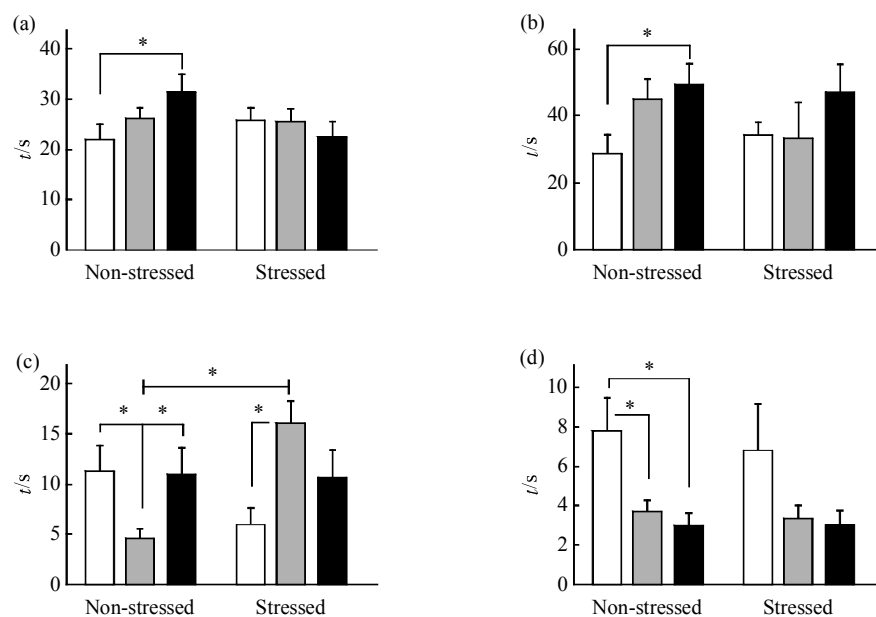 (a)
*
40
30
20
10
0
t/s
Non-stressed
Stressed
(b)
*
60
40
20
0
t/s
Non-stressed
Stressed
(c)
*
* *
*
20
15
10
5
0
t/s
Non-stressed
Stressed
(d)
*
*
10
8
6
4
2
0
t/s
Non-stressed
Stressed